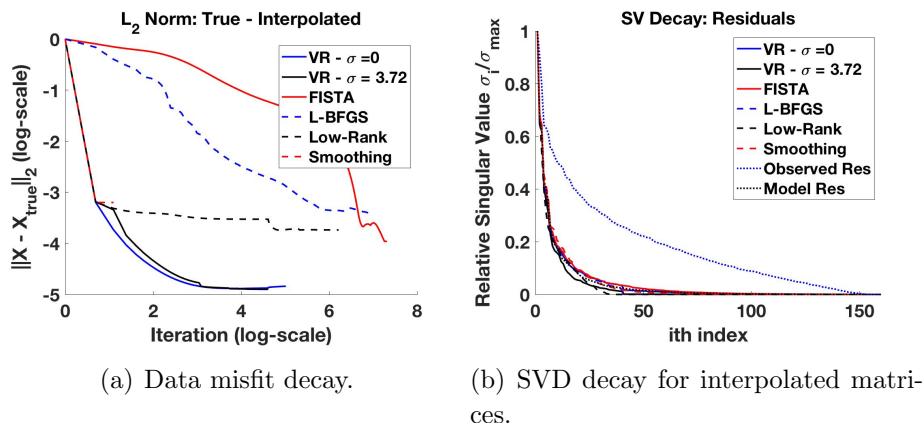 L2 Norm: True - Interpolated
||X - Xtrue||2 (log-scale)
0
-1
-2
-3
-4
-5
VR - σ =0
VR - σ = 3.72
FISTA
L-BFGS
Low-Rank
Smoothing
0 2 4 6 8
Iteration (log-scale)
(a) Data misfit decay.
SV Decay: Residuals
Relative Singular Value σi/σmax
1
0.8
0.6
0.4
0.2
0
VR - σ =0
VR - σ = 3.72
FISTA
L-BFGS
Low-Rank
Smoothing
Observed Res
Model Res
0 50 100 150
ith index
(b) SVD decay for interpolated matri-
ces.